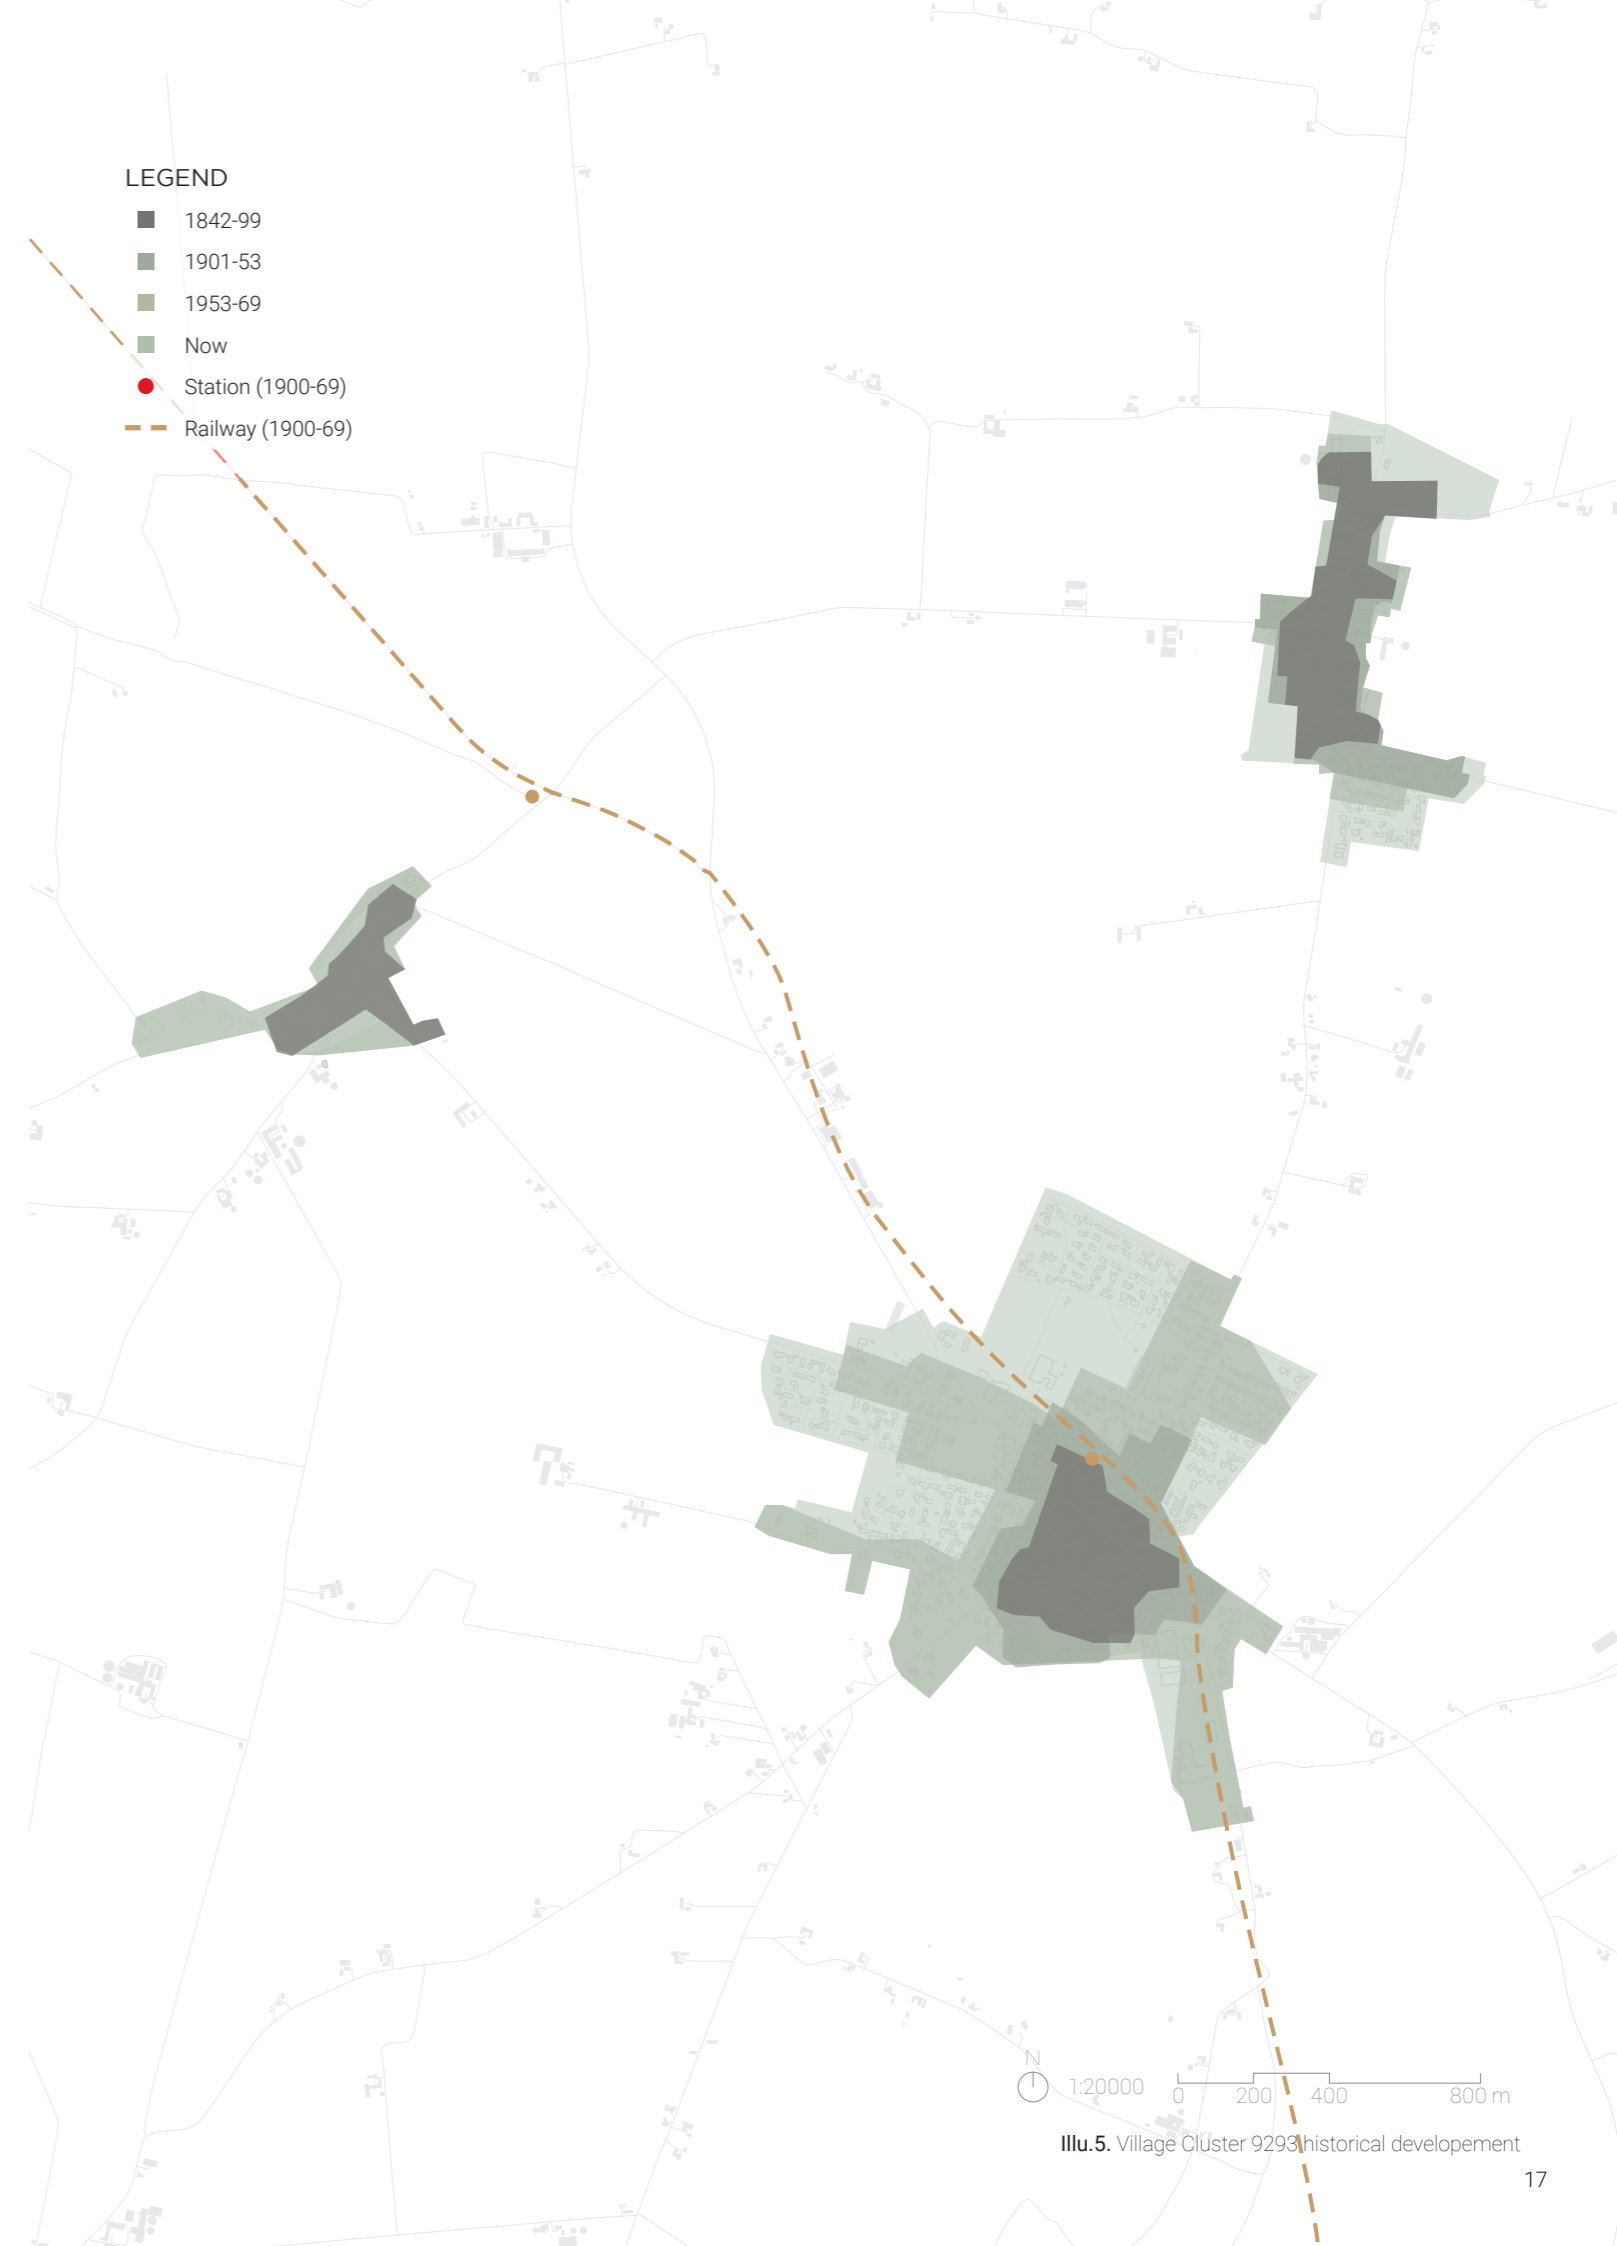 LEGEND
1842-99
1901-53
1953-69
Now
Station (1900-69)
Railway (1900-69)
N
1:20000
0 200 400 800 m
Illu.5. Village Cluster 9293 historical developement
17